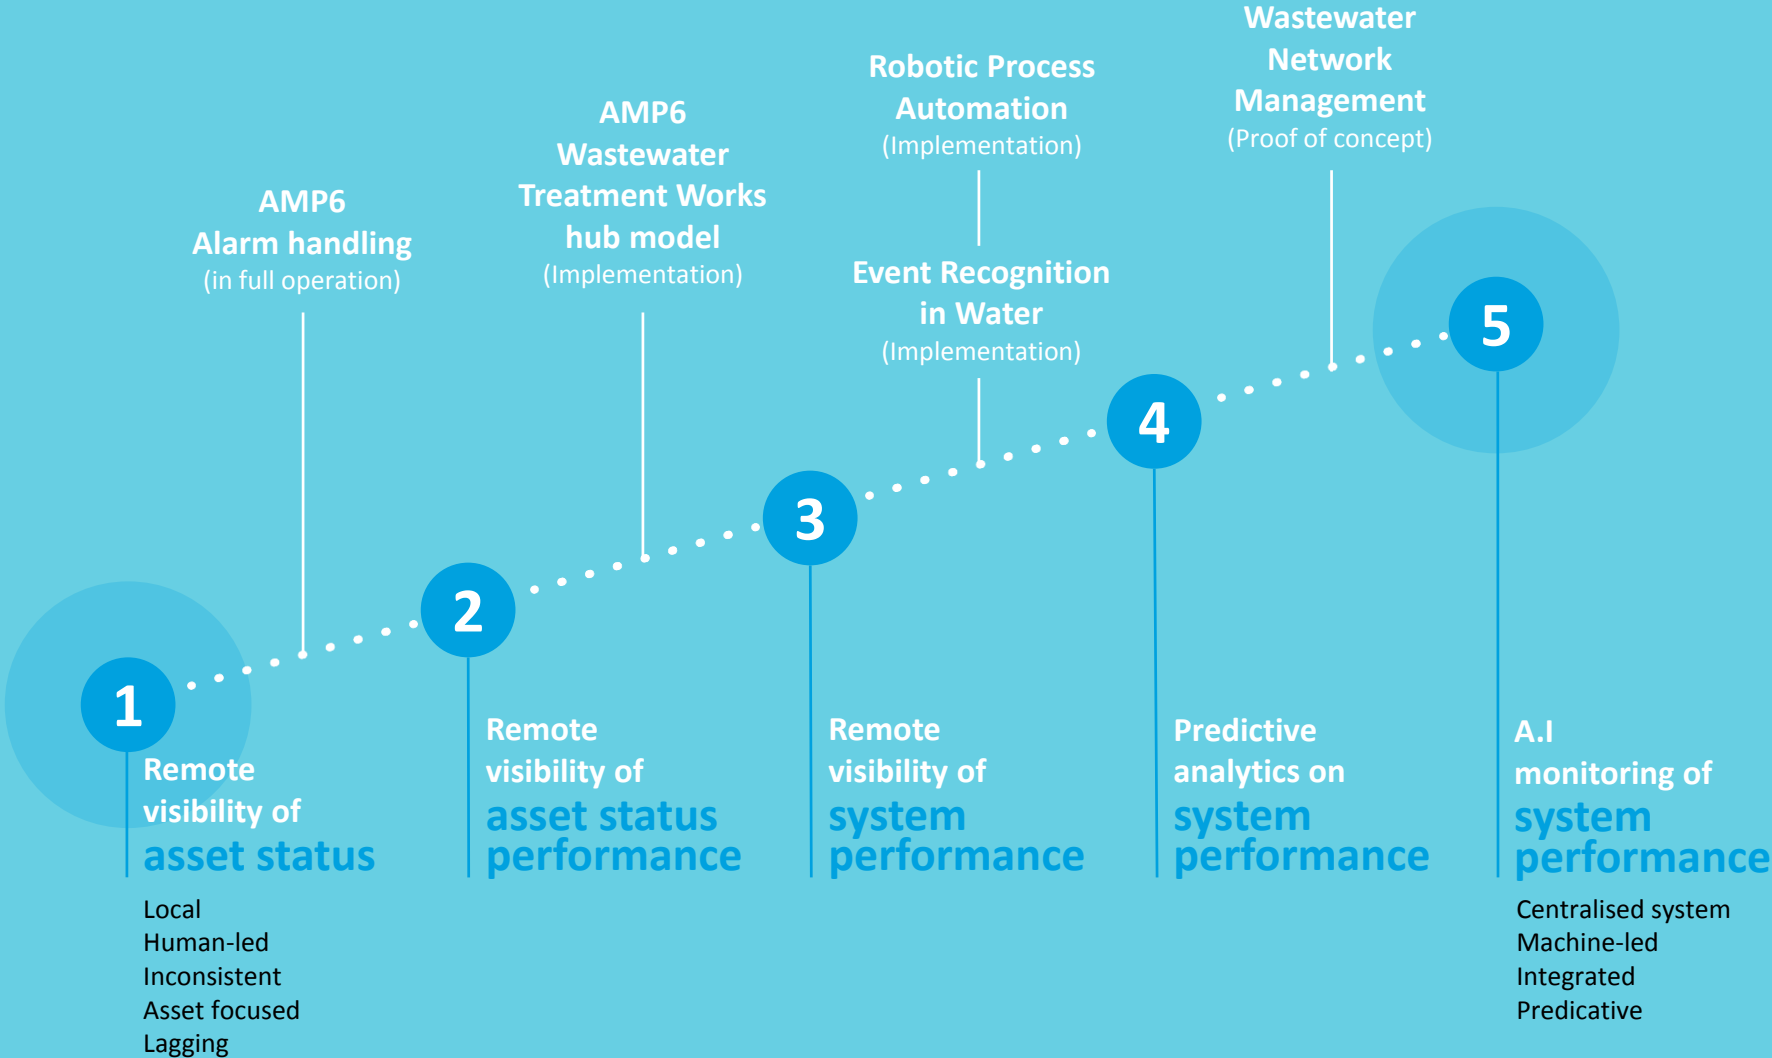 AMP6
Alarm handling
(in full operation)
AMP6
Wastewater
Treatment Works
hub model
(Implementation)
Robotic Process
Automation
(Implementation)
Event Recognition
in Water
(Implementation)
Wastewater
Network
Management
(Proof of concept)
1
Remote
visibility of
asset status
Local
Human-led
Inconsistent
Asset focused
Lagging
2
Remote
visibility of
asset status
performance
3
Remote
visibility of
system
performance
4
Predictive
analytics on
system
performance
5
A.I
monitoring of
system
performance
Centralised system
Machine-led
Integrated
Predicative